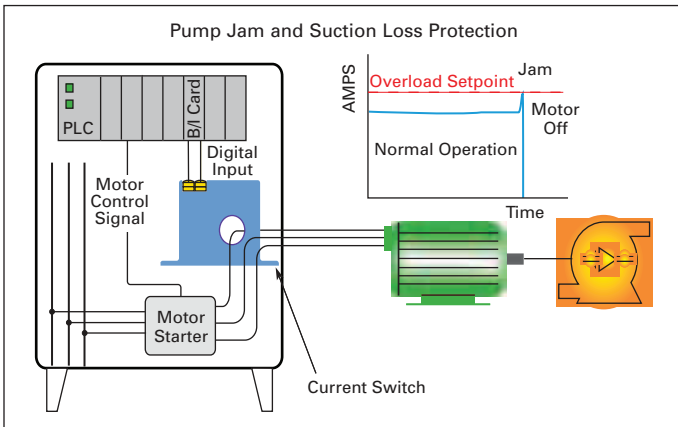 Pump Jam and Suction Loss Protection
PLC
B/I Card
Digital
Input
Motor
Control
Signal
Motor
Starter
Current Switch
AMPS
Overload Setpoint
Jam
Motor
Off
Normal Operation
Time